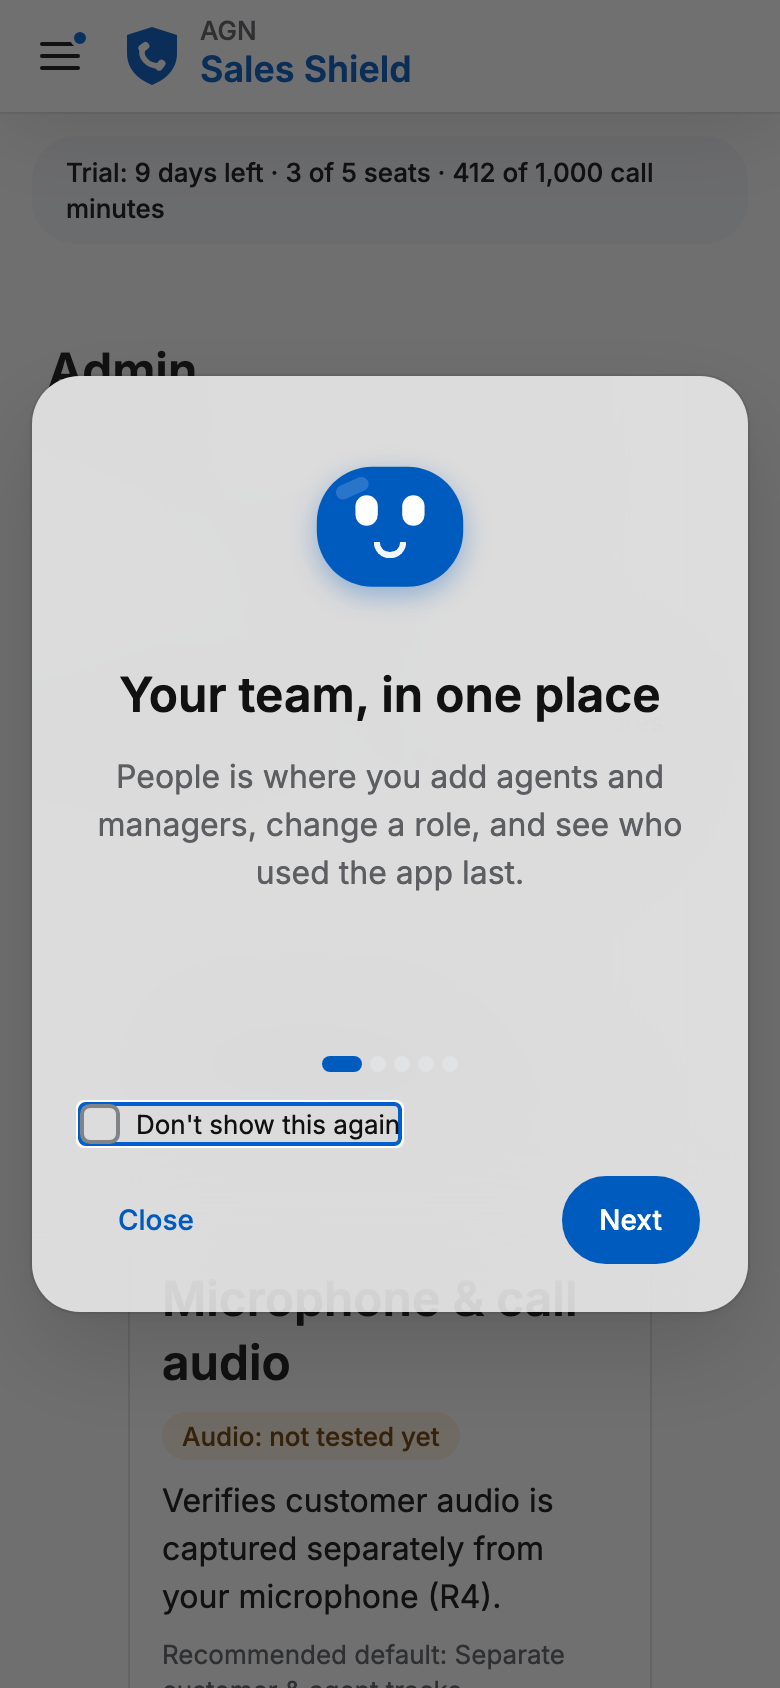 AGN
Sales Shield
Trial: 9 days left · 3 of 5 seats · 412 of 1,000 call
minutes
Admin
Your team, in one place
People is where you add agents and
managers, change a role, and see who
used the app last.
Don't show this again
Close
Next
Microphone & call
audio
Audio: not tested yet
Verifies customer audio is
captured separately from
your microphone (R4).
Recommended default: Separate
customer & agent tracks